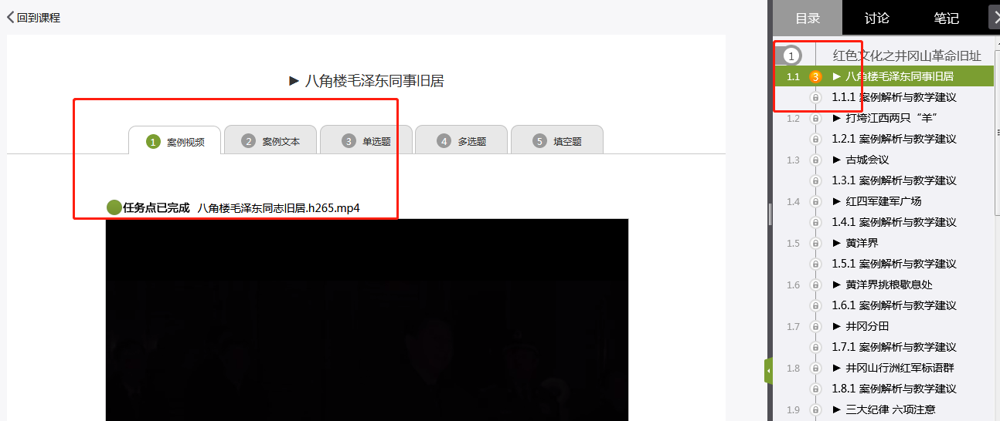 回到课程
▶ 八角楼毛泽东同事旧居
1 案例视频 2 案例文本 3 单选题 4 多选题 5 填空题
任务点已完成 八角楼毛泽东同志旧居.h265.mp4
目录 讨论 笔记
1 红色文化之井冈山革命旧址
1.1 3 ▶ 八角楼毛泽东同事旧居
1.1.1 案例解析与教学建议
1.2 ▶ 打垮江西两只“羊”
1.2.1 案例解析与教学建议
1.3 ▶ 古城会议
1.3.1 案例解析与教学建议
1.4 ▶ 红四军建军广场
1.4.1 案例解析与教学建议
1.5 ▶ 黄洋界
1.5.1 案例解析与教学建议
1.6 ▶ 黄洋界挑粮歇息处
1.6.1 案例解析与教学建议
1.7 ▶ 井冈分田
1.7.1 案例解析与教学建议
1.8 ▶ 井冈山行洲红军标语群
1.8.1 案例解析与教学建议
1.9 ▶ 三大纪律 六项注意